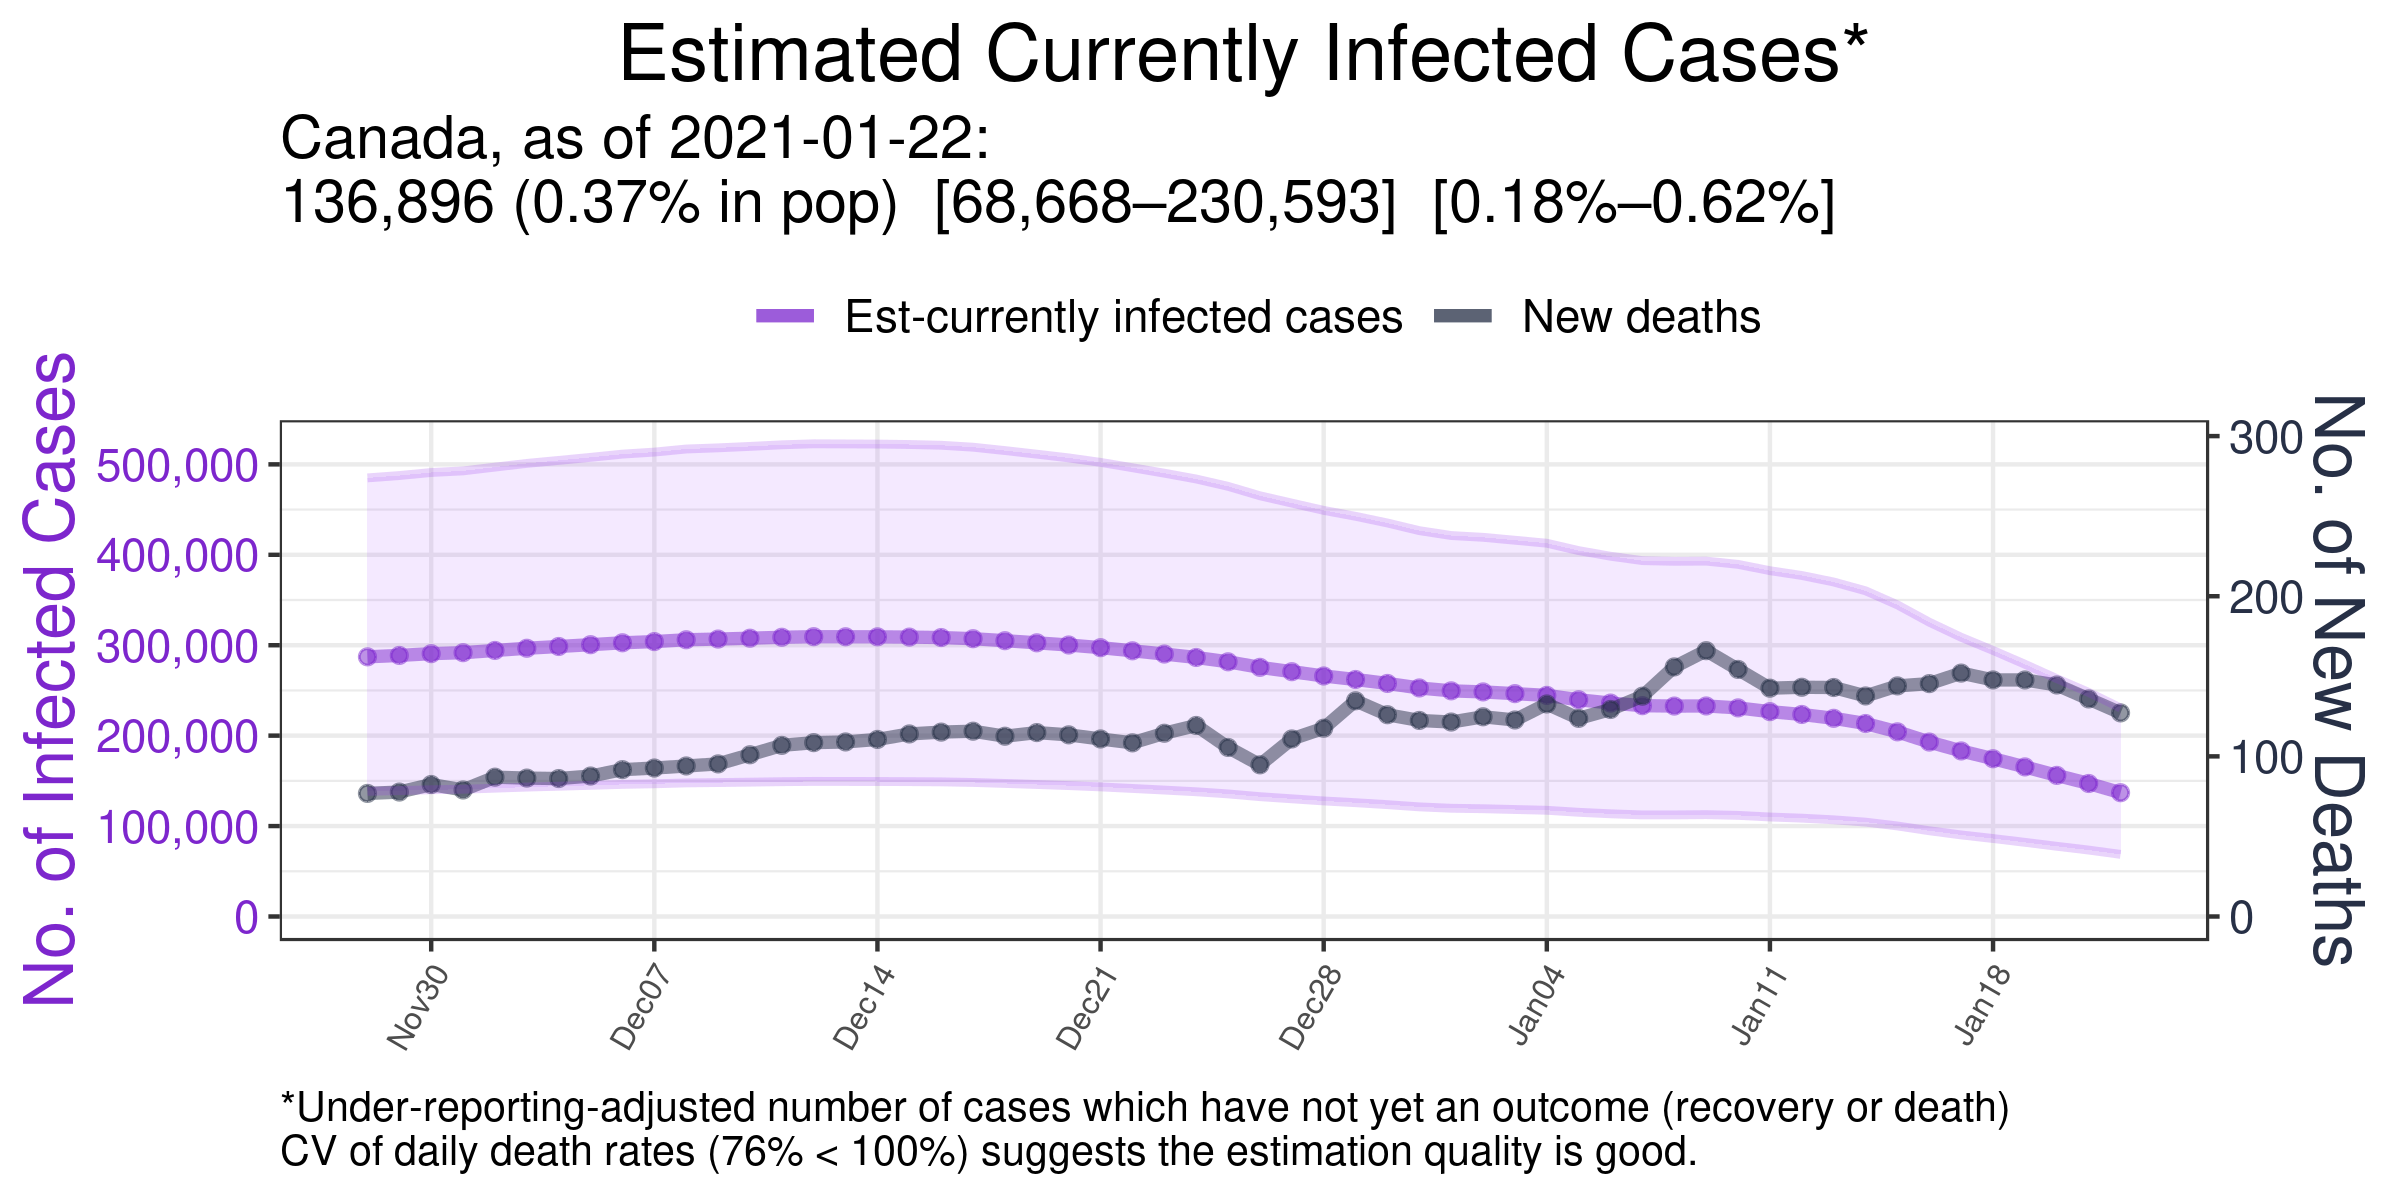 Estimated Currently Infected Cases*
Canada, as of 2021-01-22:
136,896 (0.37% in pop)  [68,668–230,593]  [0.18%–0.62%]
Est-currently infected cases
New deaths
No. of Infected Cases
500,000
400,000
300,000
200,000
100,000
0
300
200
100
0
No. of New Deaths
Nov30
Dec07
Dec14
Dec21
Dec28
Jan04
Jan11
Jan18
*Under-reporting-adjusted number of cases which have not yet an outcome (recovery or death)
CV of daily death rates (76% < 100%) suggests the estimation quality is good.